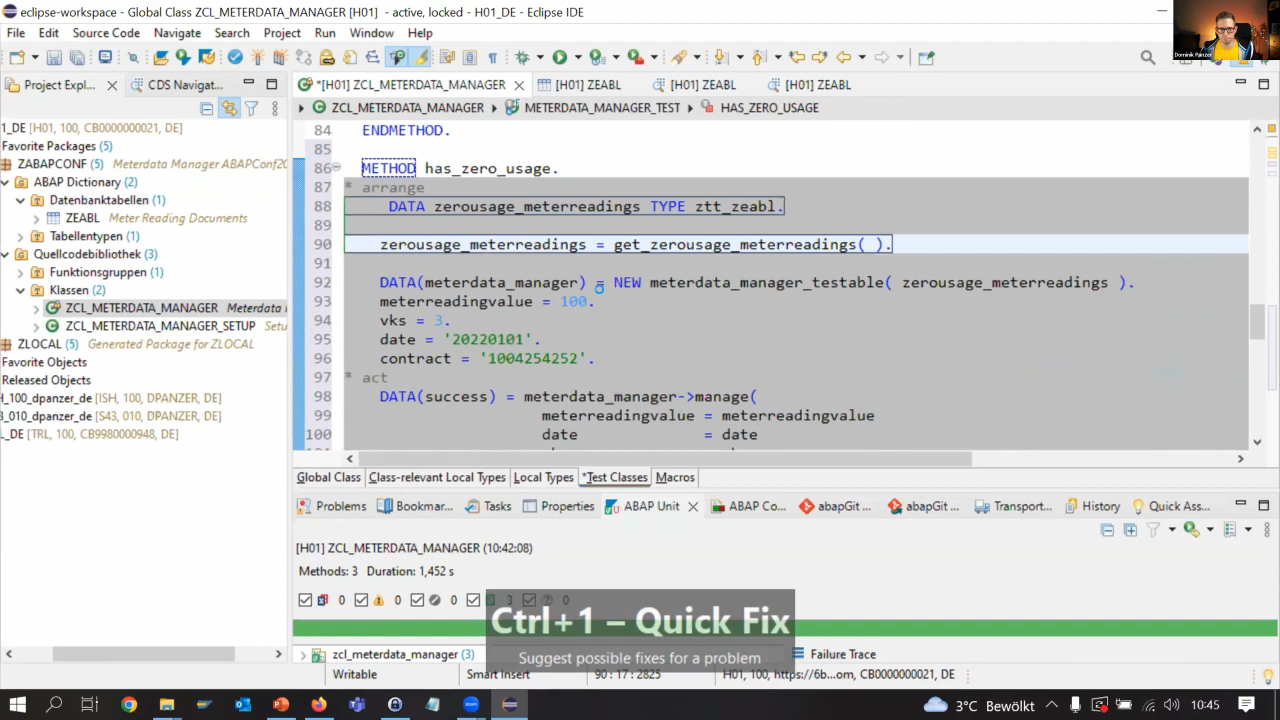 eclipse-workspace - Global Class ZCL_METERDATA_MANAGER [H01] - active, locked - H01_DE - Eclipse IDE
Dominik Panzer
File Edit Source Code Navigate Search Project Run Window Help
Project Expl... CDS Navigat...
*[H01] ZCL_METERDATA_MANAGER [H01] ZEABL [H01] ZEABL [H01] ZEABL
ZCL_METERDATA_MANAGER METERDATA_MANAGER_TEST HAS_ZERO_USAGE
1_DE [H01, 100, CB0000000021, DE]
Favorite Packages (5)
ZABAPCONF (5) Meterdata Manager ABAPConf20
ABAP Dictionary (2)
Datenbanktabellen (1)
ZEABL Meter Reading Documents
Tabellentypen (1)
Quellcodebibliothek (3)
Funktionsgruppen (1)
Klassen (2)
ZCL_METERDATA_MANAGER Meterdata
ZCL_METERDATA_MANAGER_SETUP Setu
ZLOCAL (5) Generated Package for ZLOCAL
Favorite Objects
Released Objects
H_100_dpanzer_de [ISH, 100, DPANZER, DE]
3_010_dpanzer_de [S43, 010, DPANZER, DE]
L_DE [TRL, 100, CB9980000948, DE]
84 ENDMETHOD.
85
86 METHOD has_zero_usage.
87 * arrange
88 DATA zerousage_meterreadings TYPE ztt_zeabl.
89
90 zerousage_meterreadings = get_zerousage_meterreadings( ).
91
92 DATA(meterdata_manager) = NEW meterdata_manager_testable( zerousage_meterreadings ).
93 meterreadingvalue = 100.
94 vks = 3.
95 date = '20220101'.
96 contract = '1004254252'.
97 * act
98 DATA(success) = meterdata_manager->manage(
99 meterreadingvalue = meterreadingvalue
100 date = date
Global Class Class-relevant Local Types Local Types *Test Classes Macros
Problems Bookmar... Tasks Properties ABAP Unit ABAP Co... abapGit ... abapGit ... Transport... History Quick Ass...
[H01] ZCL_METERDATA_MANAGER (10:42:08)
Methods: 3 Duration: 1,452 s
0 0 0 3 0
Ctrl+1 – Quick Fix
Suggest possible fixes for a problem
zcl_meterdata_manager (3) Failure Trace
Writable Smart Insert 90 : 17 : 2825 H01, 100, https://6b...om, CB0000000021, DE
3°C Bewölkt 10:45